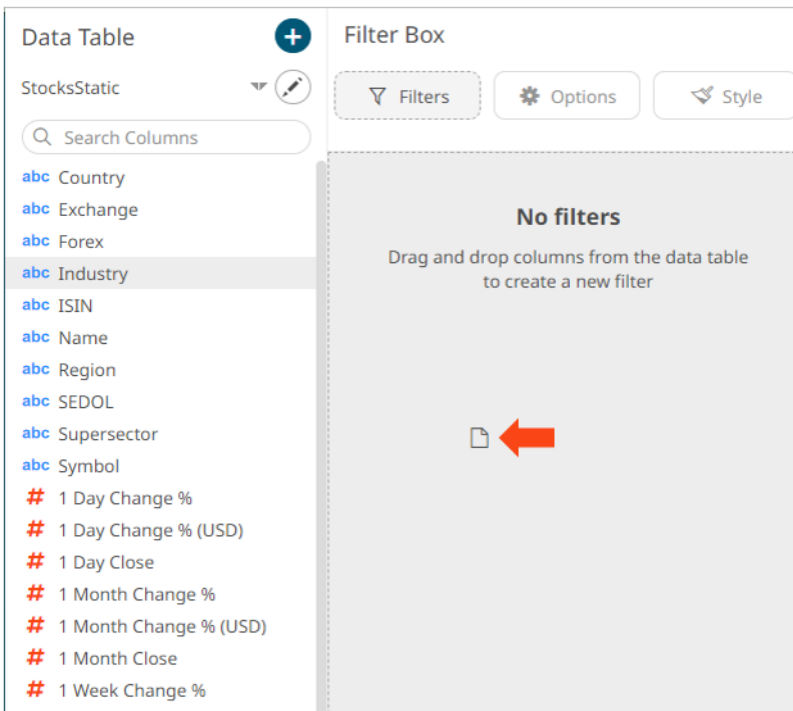 Data Table
StocksStatic
Search Columns
abc Country
abc Exchange
abc Forex
abc Industry
abc ISIN
abc Name
abc Region
abc SEDOL
abc Supersector
abc Symbol
# 1 Day Change %
# 1 Day Change % (USD)
# 1 Day Close
# 1 Month Change %
# 1 Month Change % (USD)
# 1 Month Close
# 1 Week Change %
Filter Box
Filters
Options
Style
No filters
Drag and drop columns from the data table
to create a new filter